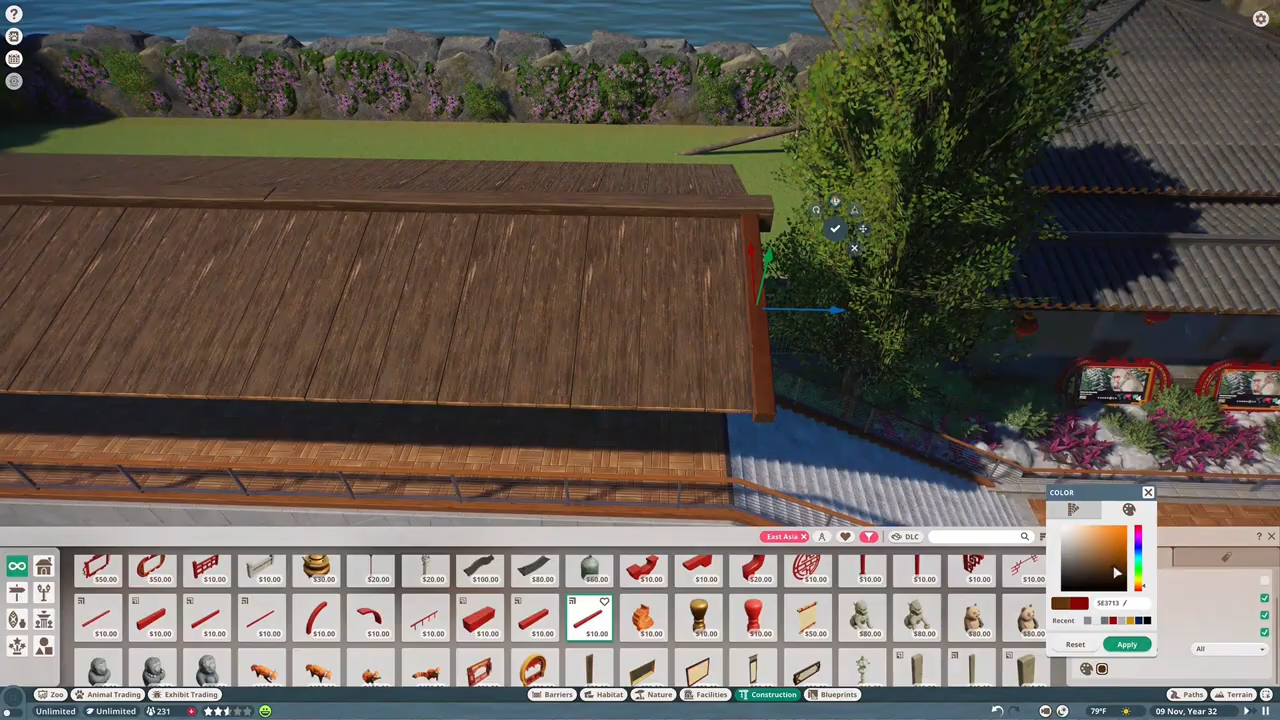 ?
COLOR
East Asia
DLC
?
$50.00 $50.00 $10.00 $10.00 $30.00 $20.00 $20.00 $100.00 $80.00 $60.00 $10.00 $10.00 $10.00 $10.00 $10.00 $10.00 $10.00 $10.00
5E3713
$10.00 $10.00 $10.00 $10.00 $10.00 $10.00 $10.00 $10.00 $10.00 $10.00 $10.00 $10.00 $10.00 $50.00 $80.00 $80.00 $80.00 $80.00
Recent
Reset Apply
All
Zoo Animal Trading Exhibit Trading Barriers Habitat Nature Facilities Construction Blueprints Paths Terrain
Unlimited Unlimited 231 79°F 09 Nov, Year 32